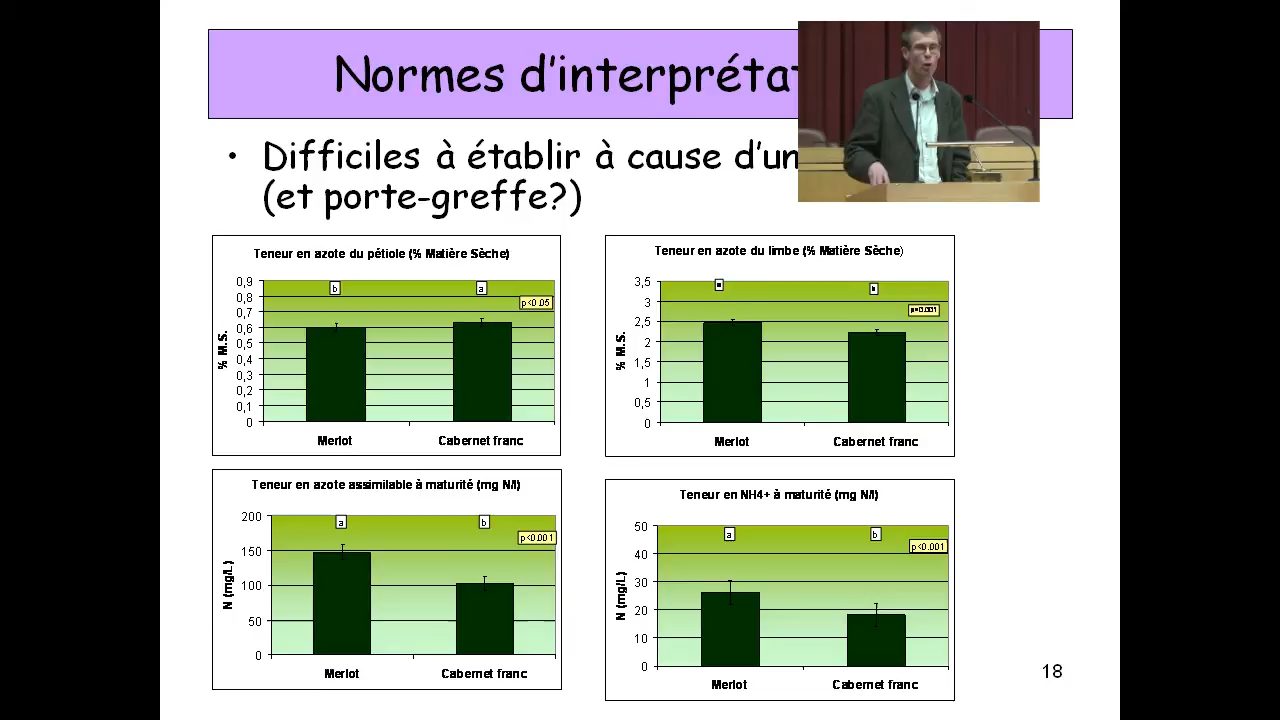 Normes d'interprétat
• Difficiles à établir à cause d'un
(et porte-greffe?)
Teneur en azote du pétiole (% Matière Sèche)
% M.S.
0,9
0,8
0,7
0,6
0,5
0,4
0,3
0,2
0,1
0
b
a
p<0.05
Merlot
Cabernet franc
Teneur en azote du limbe (% Matière Sèche)
% M.S.
3,5
3
2,5
2
1,5
1
0,5
0
Merlot
Cabernet franc
Teneur en azote assimilable à maturité (mg N/l)
N (mg/L)
200
150
100
50
0
a
b
p<0.001
Merlot
Cabernet franc
Teneur en NH4+ à maturité (mg N/l)
N (mg/L)
50
40
30
20
10
0
a
b
p<0.001
Merlot
Cabernet franc
18